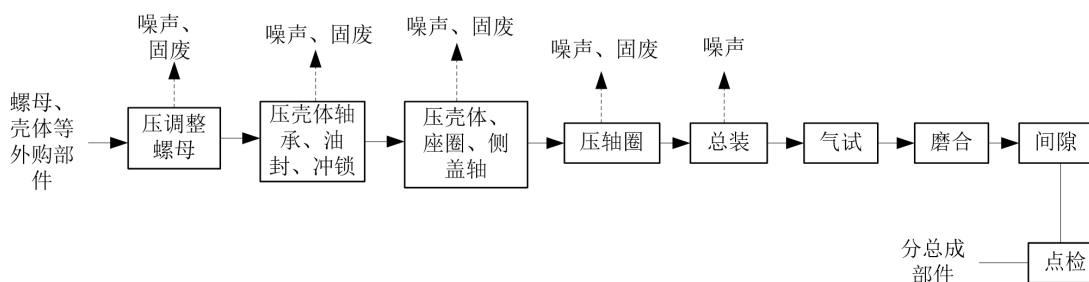 噪声、
固废
噪声、固废
噪声、固废
噪声、固废
噪声
螺母、
壳体等
外购部
件
压调整
螺母
压壳体轴
承、油
封、冲锁
压壳体、
座圈、侧
盖轴
压轴圈
总装
气试
磨合
间隙
分总成
部件
点检